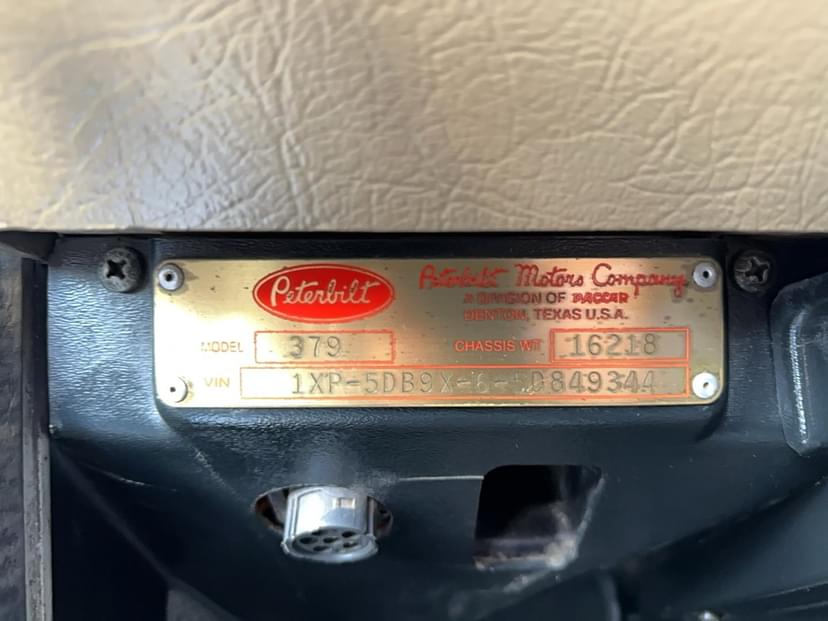 Peterbilt
Peterbilt Motors Company
A DIVISION OF PACCAR
DENTON, TEXAS U.S.A.
MODEL 379 CHASSIS WT 16218
VIN 1XP-5DB9X-6-5D849344